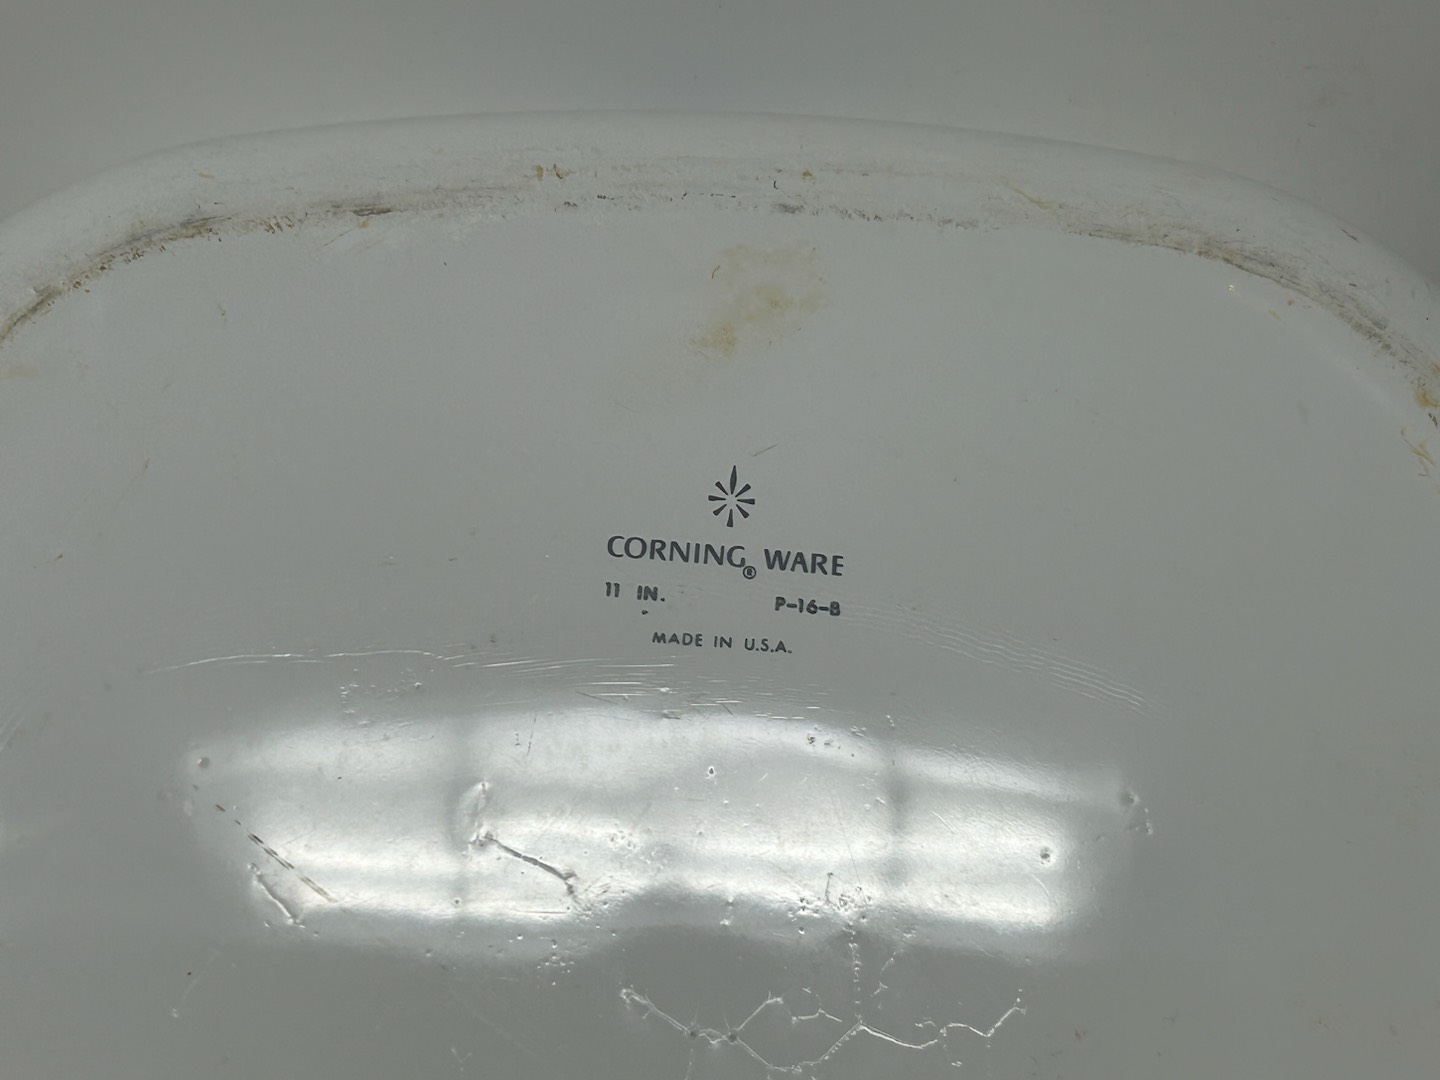 CORNING® WARE
11 IN. P-16-B
MADE IN U.S.A.